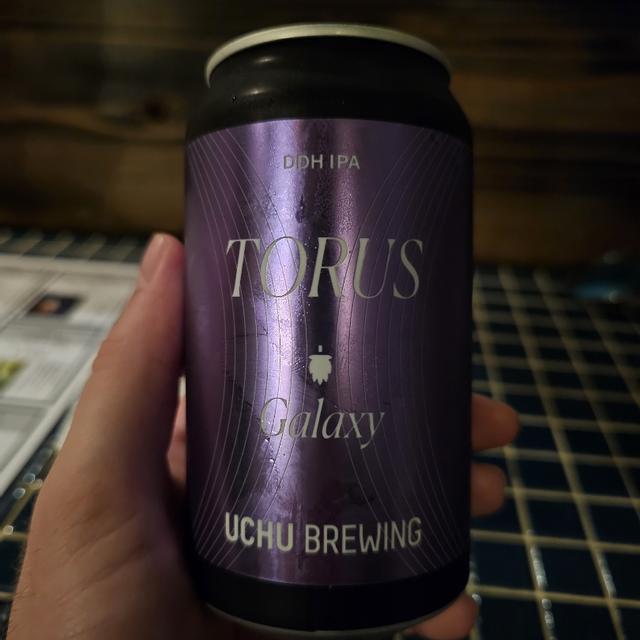 DDH IPA
TORUS
Galaxy
UCHU BREWING